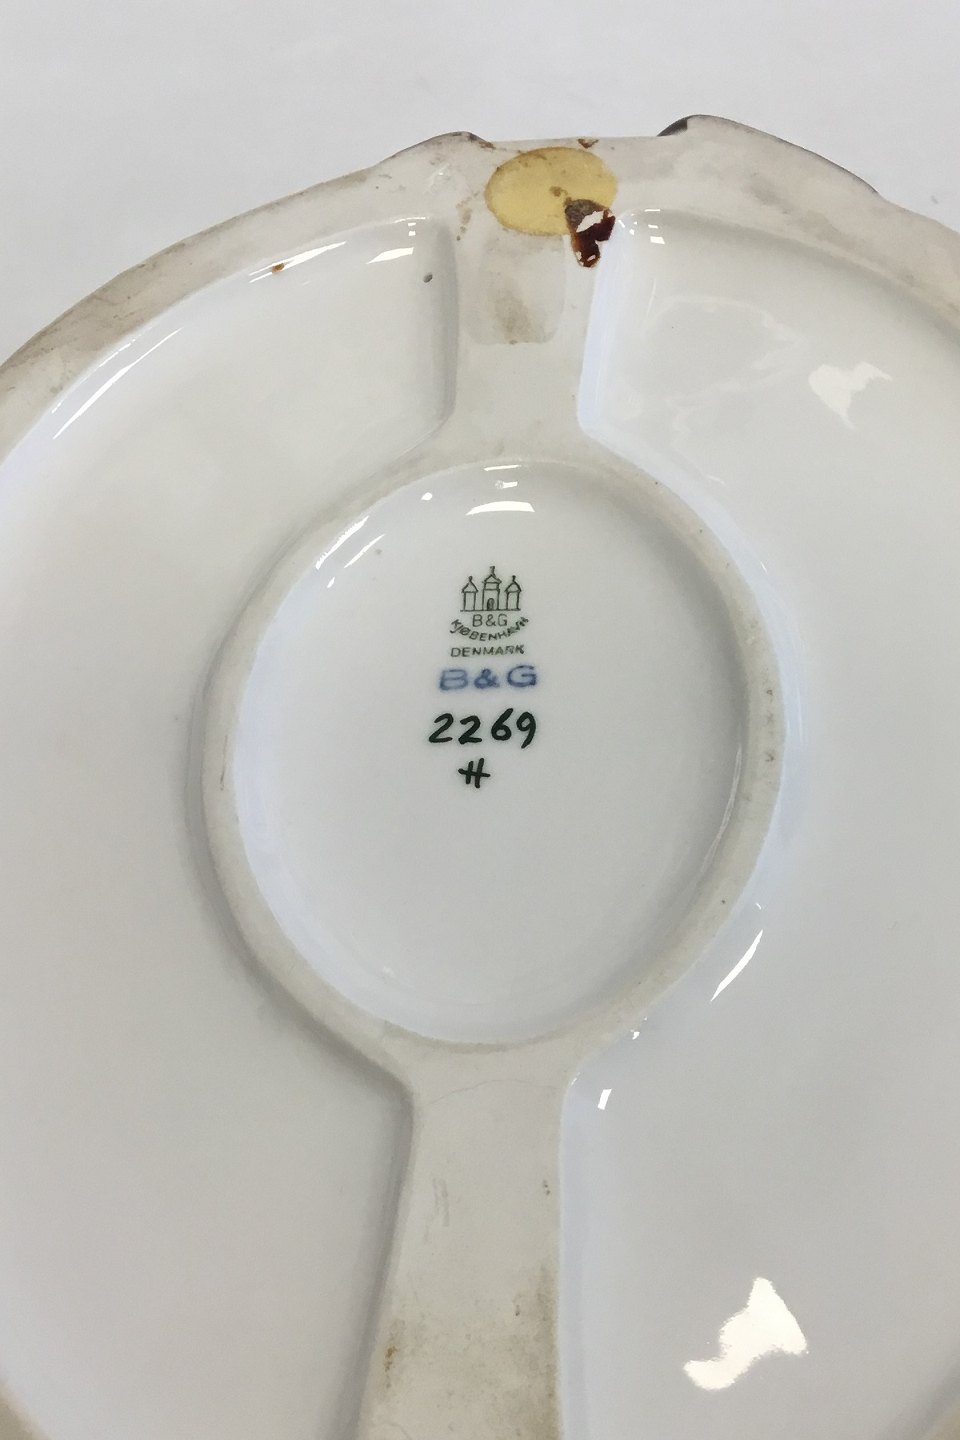 B&G
KJØBENHAVN
DENMARK
B&G
2269
H